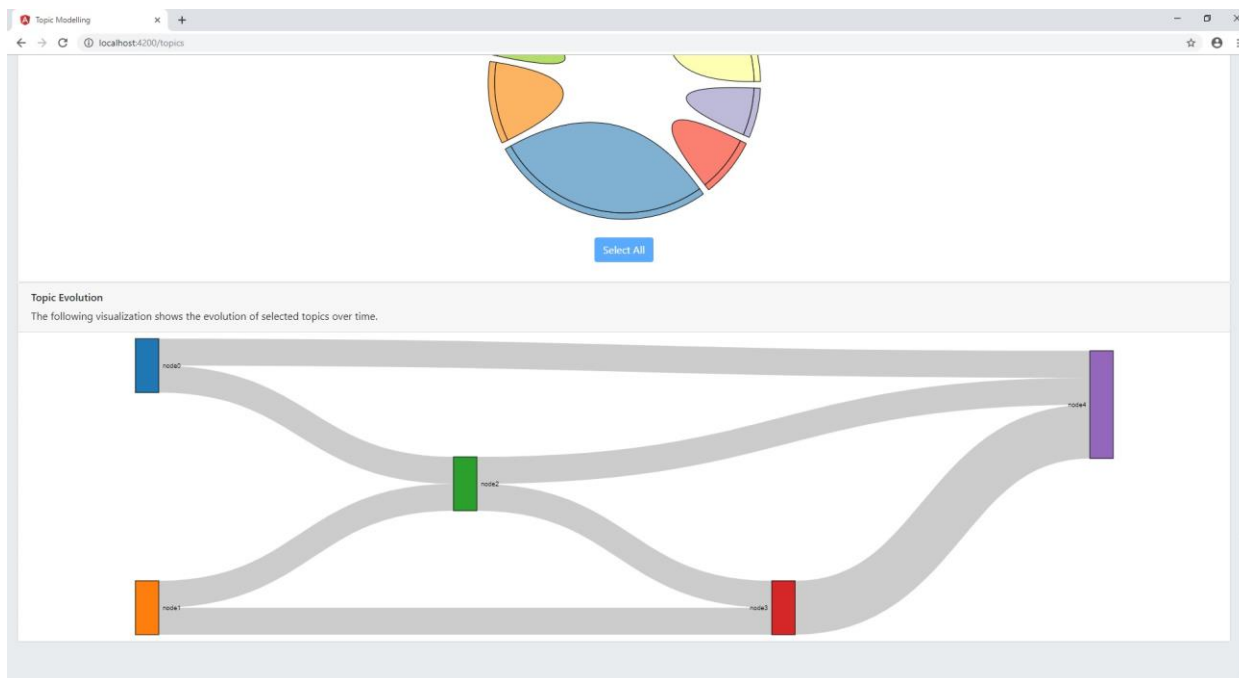 Topic Modelling
localhost:4200/topics
Select All
Topic Evolution
The following visualization shows the evolution of selected topics over time.
node0
node4
node2
node1
node3